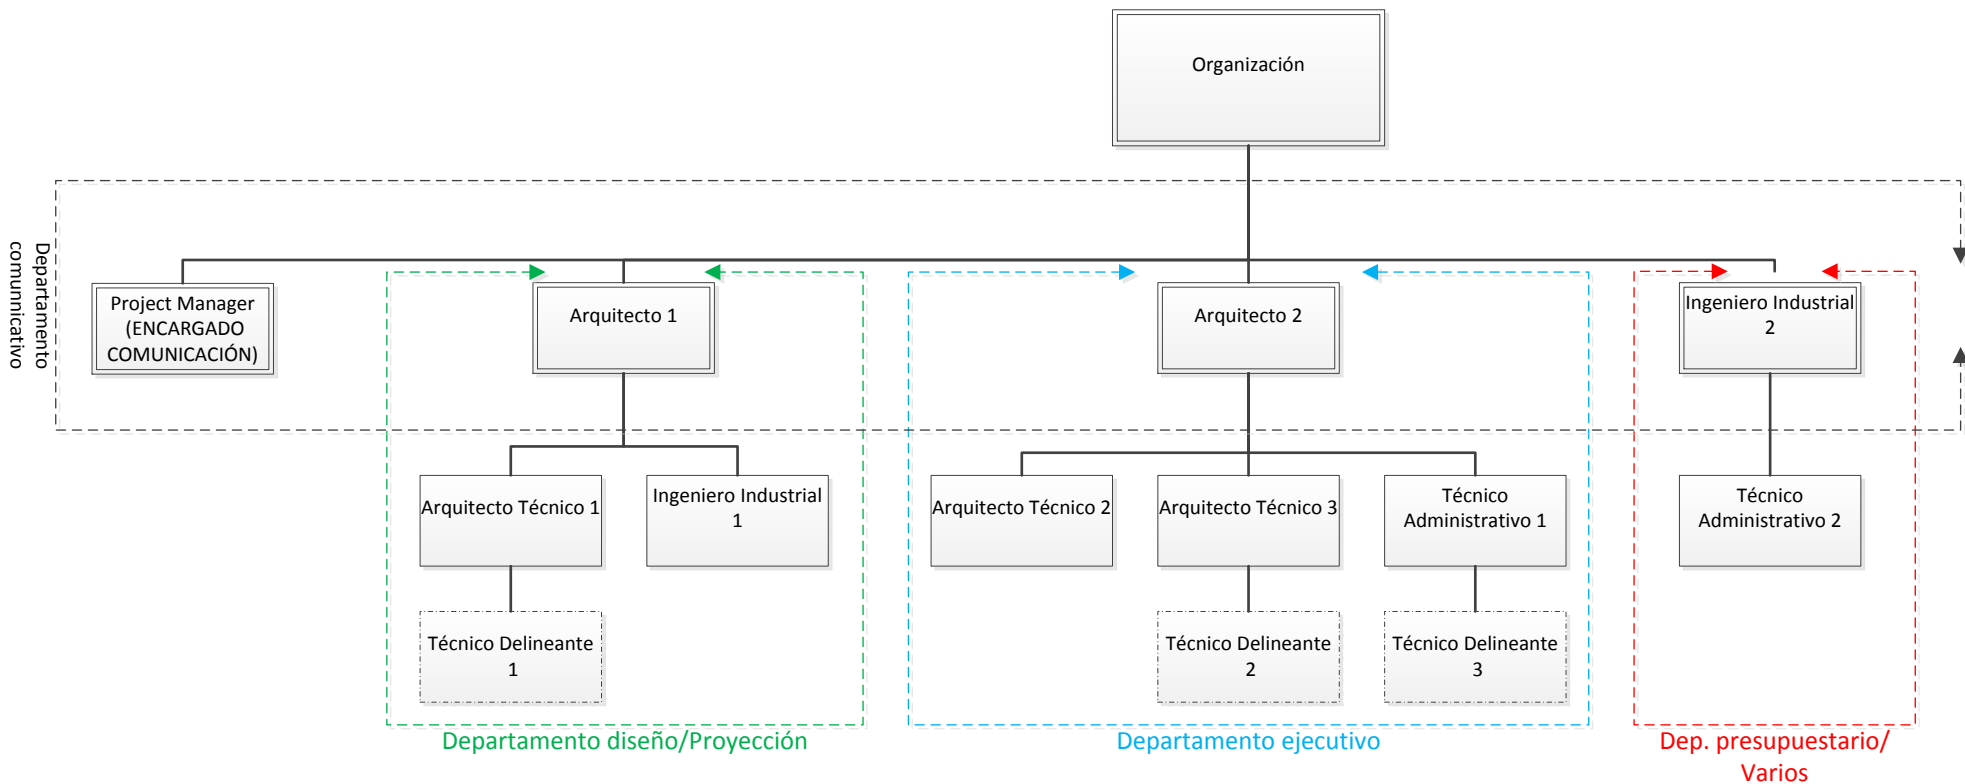 Organización
Departamento
comunicativo
Project Manager
(ENCARGADO
COMUNICACIÓN)
Arquitecto 1
Arquitecto 2
Ingeniero Industrial
2
Arquitecto Técnico 1
Ingeniero Industrial
1
Arquitecto Técnico 2
Arquitecto Técnico 3
Técnico
Administrativo 1
Técnico
Administrativo 2
Técnico Delineante
1
Técnico Delineante
2
Técnico Delineante
3
Departamento diseño/Proyección
Departamento ejecutivo
Dep. presupuestario/
Varios